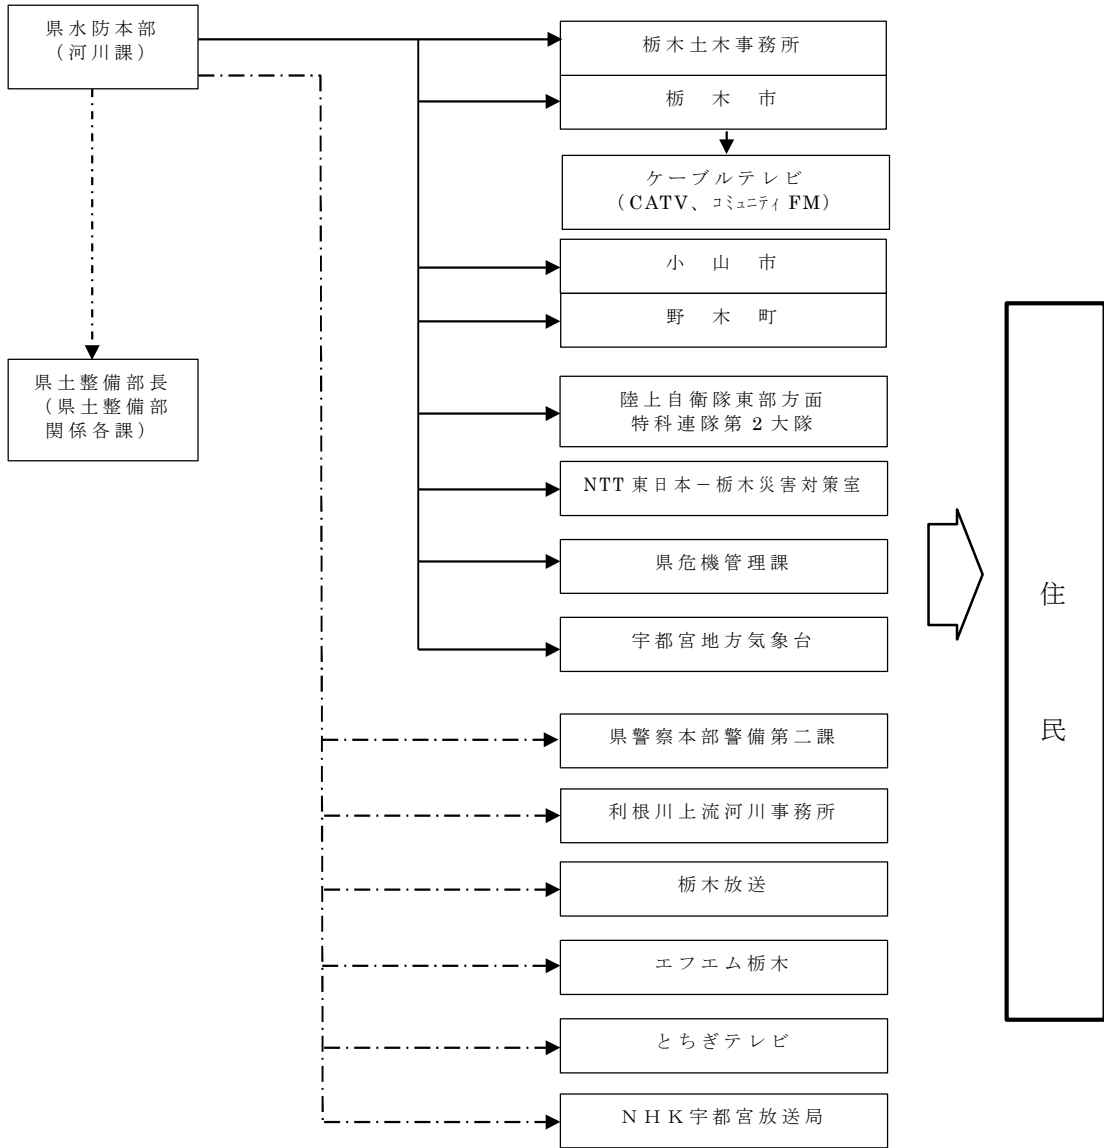 県水防本部
（河川課）
栃木土木事務所
栃　木　市
ケーブルテレビ
（CATV、コミュニティFM）
小　山　市
野　木　町
県土整備部長
（県土整備部
関係各課）
陸上自衛隊東部方面
特科連隊第2大隊
NTT東日本－栃木災害対策室
県危機管理課
宇都宮地方気象台
県警察本部警備第二課
利根川上流河川事務所
栃木放送
エフエム栃木
とちぎテレビ
ＮＨＫ宇都宮放送局
住
民